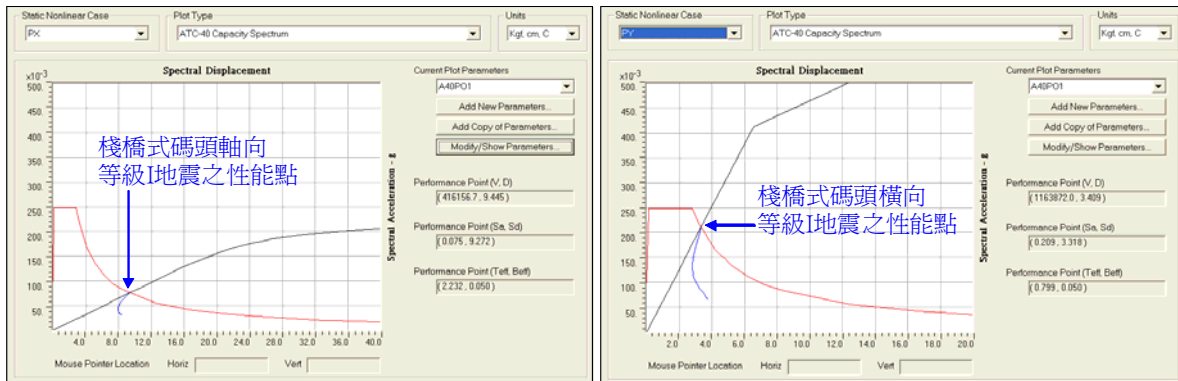 Static Nonlinear Case
Plot Type
Units
PX
ATC-40 Capacity Spectrum
Kgf, cm, C
Spectral Displacement
x10-3
500.
450.
400.
350.
300.
250.
200.
150.
100.
50.
4.0 8.0 12.0 16.0 20.0 24.0 28.0 32.0 36.0 40.0
Spectral Acceleration - g
棧橋式碼頭軸向
等級I地震之性能點
Current Plot Parameters
A40PO1
Add New Parameters...
Add Copy of Parameters...
Modify/Show Parameters...
Performance Point (V, D)
( 416156.7 , 9.445 )
Performance Point (Sa, Sd)
( 0.075 , 9.272 )
Performance Point (Teff, Beff)
( 2.232 , 0.050 )
Mouse Pointer Location Horiz Vert
Static Nonlinear Case
Plot Type
Units
PY
ATC-40 Capacity Spectrum
Kgf, cm, C
Spectral Displacement
x10-3
500.
450.
400.
350.
300.
250.
200.
150.
100.
50.
2.0 4.0 6.0 8.0 10.0 12.0 14.0 16.0 18.0 20.0
Spectral Acceleration - g
棧橋式碼頭橫向
等級I地震之性能點
Current Plot Parameters
A40PO1
Add New Parameters...
Add Copy of Parameters...
Modify/Show Parameters...
Performance Point (V, D)
( 1163872.0 , 3.409 )
Performance Point (Sa, Sd)
( 0.209 , 3.318 )
Performance Point (Teff, Beff)
( 0.799 , 0.050 )
Mouse Pointer Location Horiz Vert